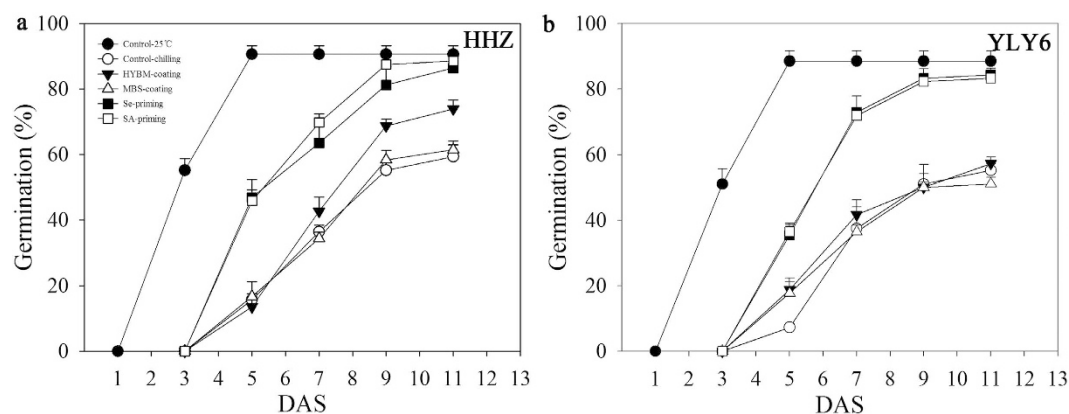 a
HHZ
Germination (%)
100
80
60
40
20
0
Control-25℃
Control-chilling
HYBM-coating
MBS-coating
Se-priming
SA-priming
1 2 3 4 5 6 7 8 9 10 11 12 13
DAS
b
YLY6
Germination (%)
100
80
60
40
20
0
1 2 3 4 5 6 7 8 9 10 11 12 13
DAS